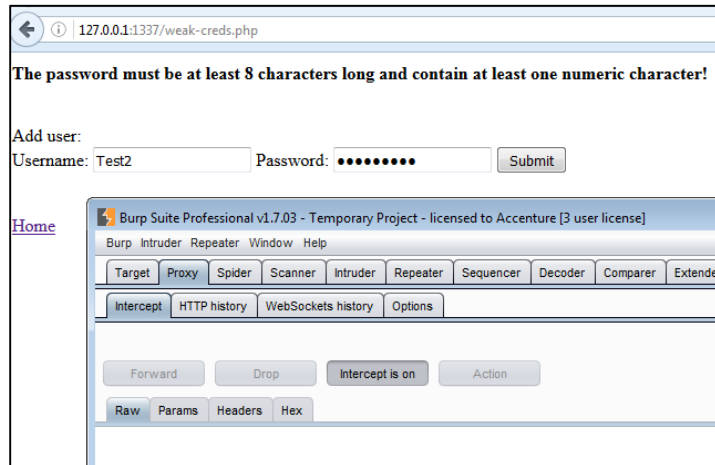 127.0.0.1:1337/weak-creds.php
The password must be at least 8 characters long and contain at least one numeric character!
Add user:
Username: Test2 Password: ●●●●●●●●● Submit
Home
Burp Suite Professional v1.7.03 - Temporary Project - licensed to Accenture [3 user license]
Burp Intruder Repeater Window Help
Target Proxy Spider Scanner Intruder Repeater Sequencer Decoder Comparer Extende
Intercept HTTP history WebSockets history Options
Forward Drop Intercept is on Action
Raw Params Headers Hex